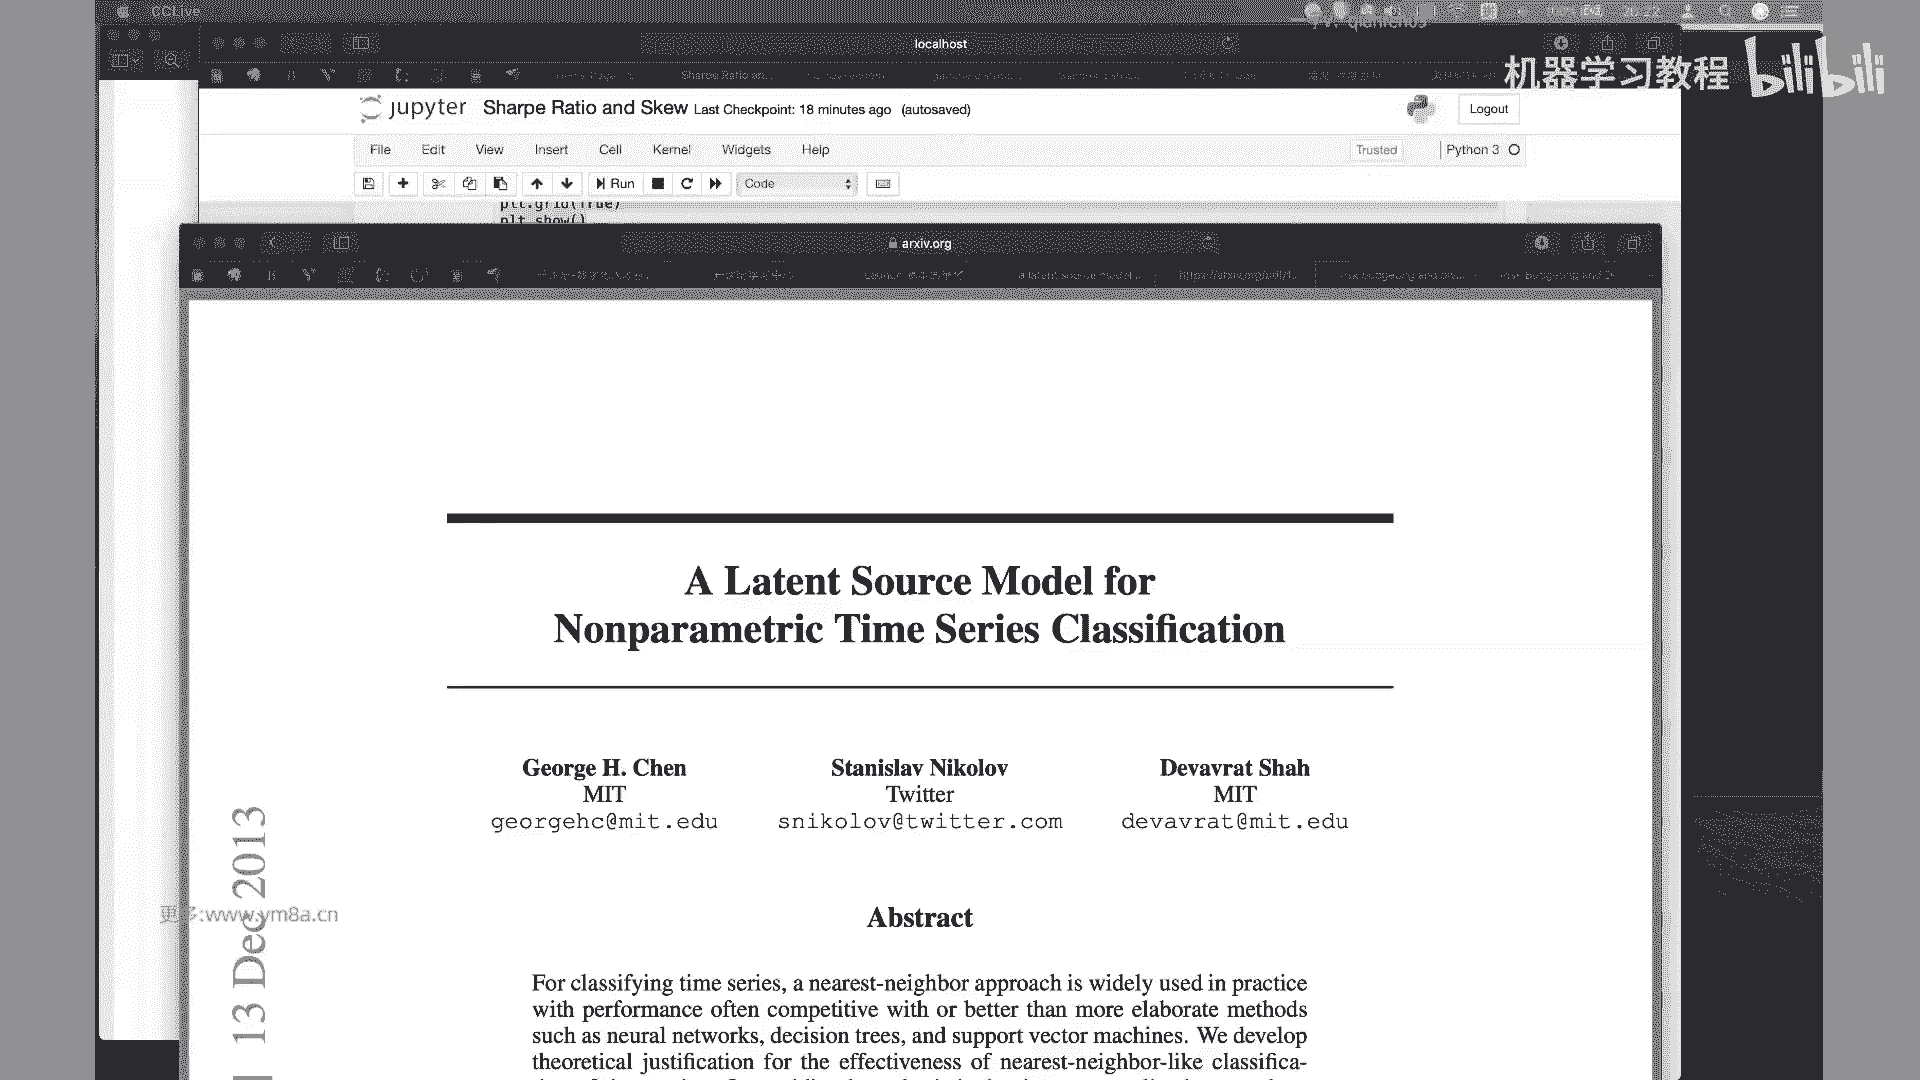 CCLive
localhost
机器学习教程 bilibili
jupyter Sharpe Ratio and Skew Last Checkpoint: 18 minutes ago (autosaved)
Logout
File Edit View Insert Cell Kernel Widgets Help
Trusted Python 3
Run Code
plt.grid(True)
plt.show()
arxiv.org
A Latent Source Model for
Nonparametric Time Series Classification
George H. Chen Stanislav Nikolov Devavrat Shah
MIT Twitter MIT
georgehc@mit.edu snikolov@twitter.com devavrat@mit.edu
13 Dec 2013
更多:www.ym8a.cn
Abstract
For classifying time series, a nearest-neighbor approach is widely used in practice
with performance often competitive with or better than more elaborate methods
such as neural networks, decision trees, and support vector machines. We develop
theoretical justification for the effectiveness of nearest-neighbor-like classifica-